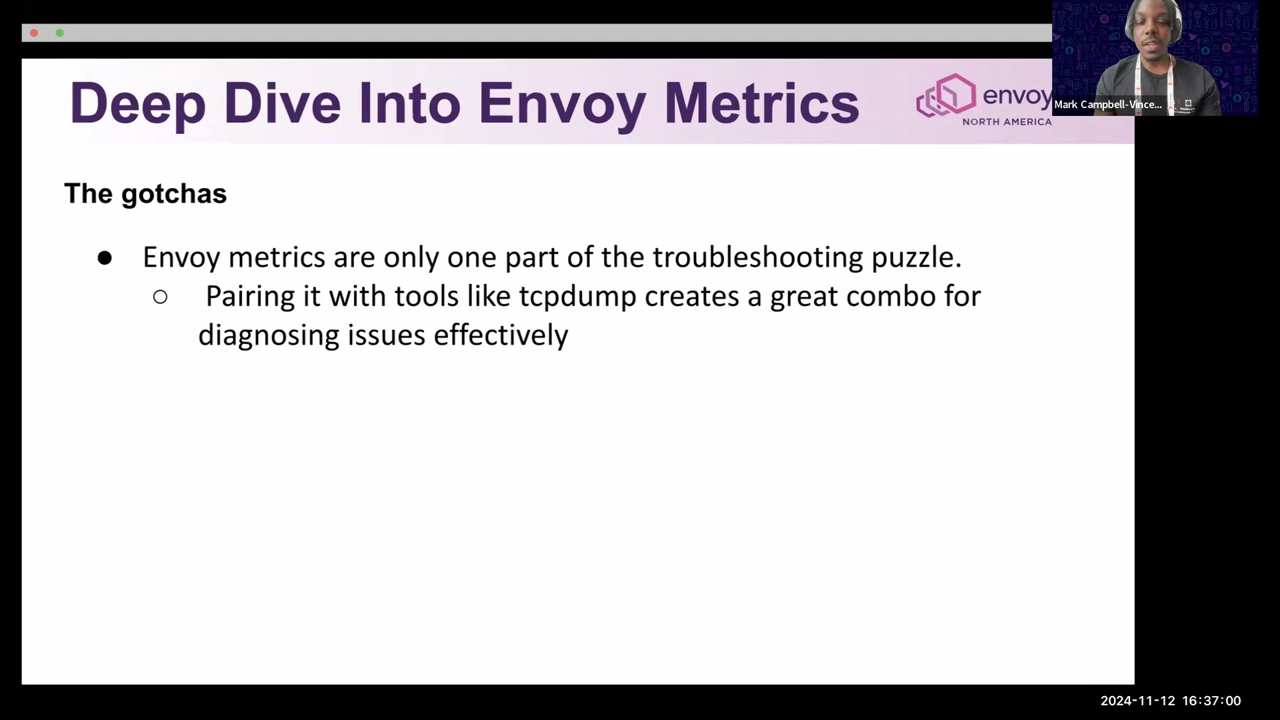 Deep Dive Into Envoy Metrics
envoy
NORTH AMERICA
Mark Campbell-Vince...
The gotchas
● Envoy metrics are only one part of the troubleshooting puzzle.
○ Pairing it with tools like tcpdump creates a great combo for
diagnosing issues effectively
2024-11-12 16:37:00